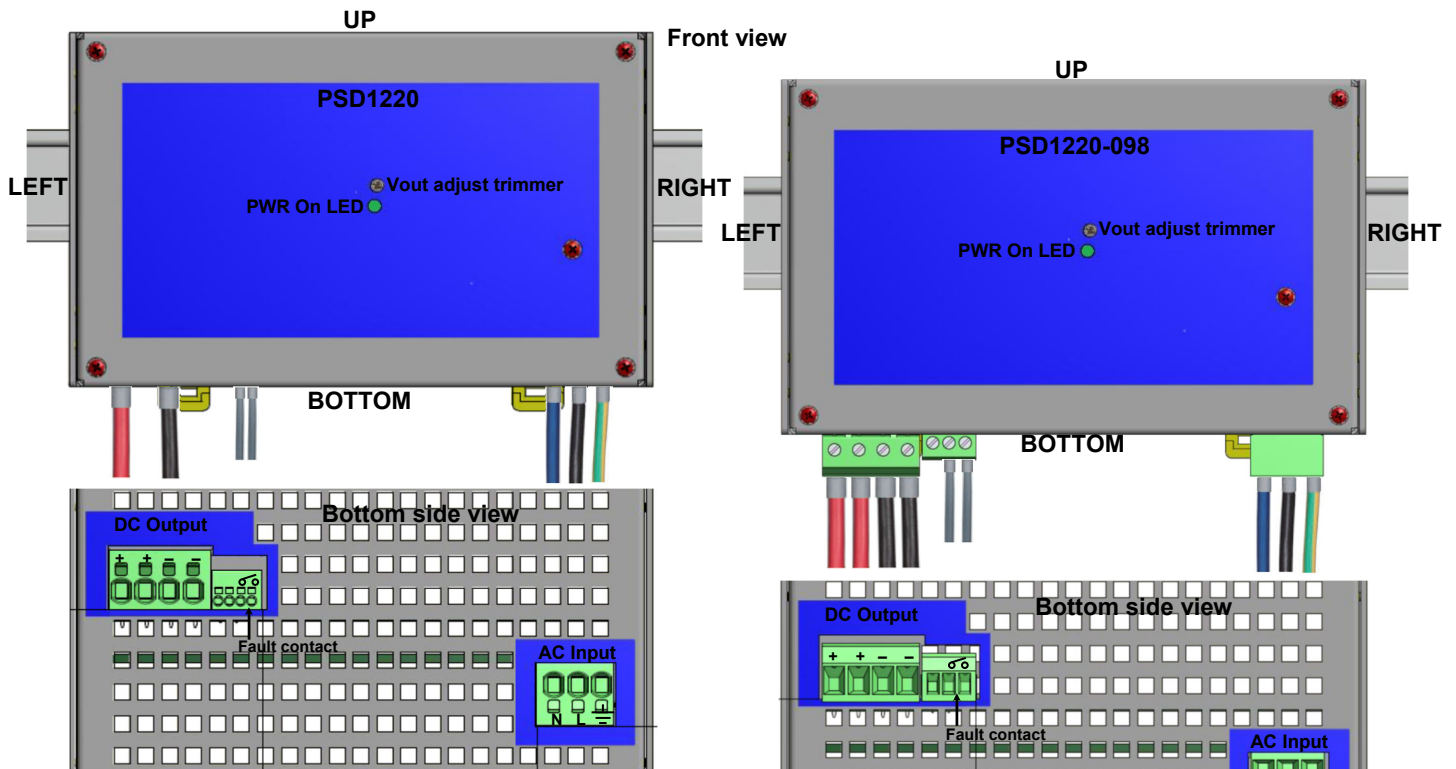 UP
Front view
PSD1220
Vout adjust trimmer
PWR On LED
LEFT
RIGHT
BOTTOM
Bottom side view
DC Output
+ + – –
Fault contact
AC Input
N L
UP
PSD1220-098
Vout adjust trimmer
PWR On LED
LEFT
RIGHT
BOTTOM
Bottom side view
DC Output
+ + – –
Fault contact
AC Input